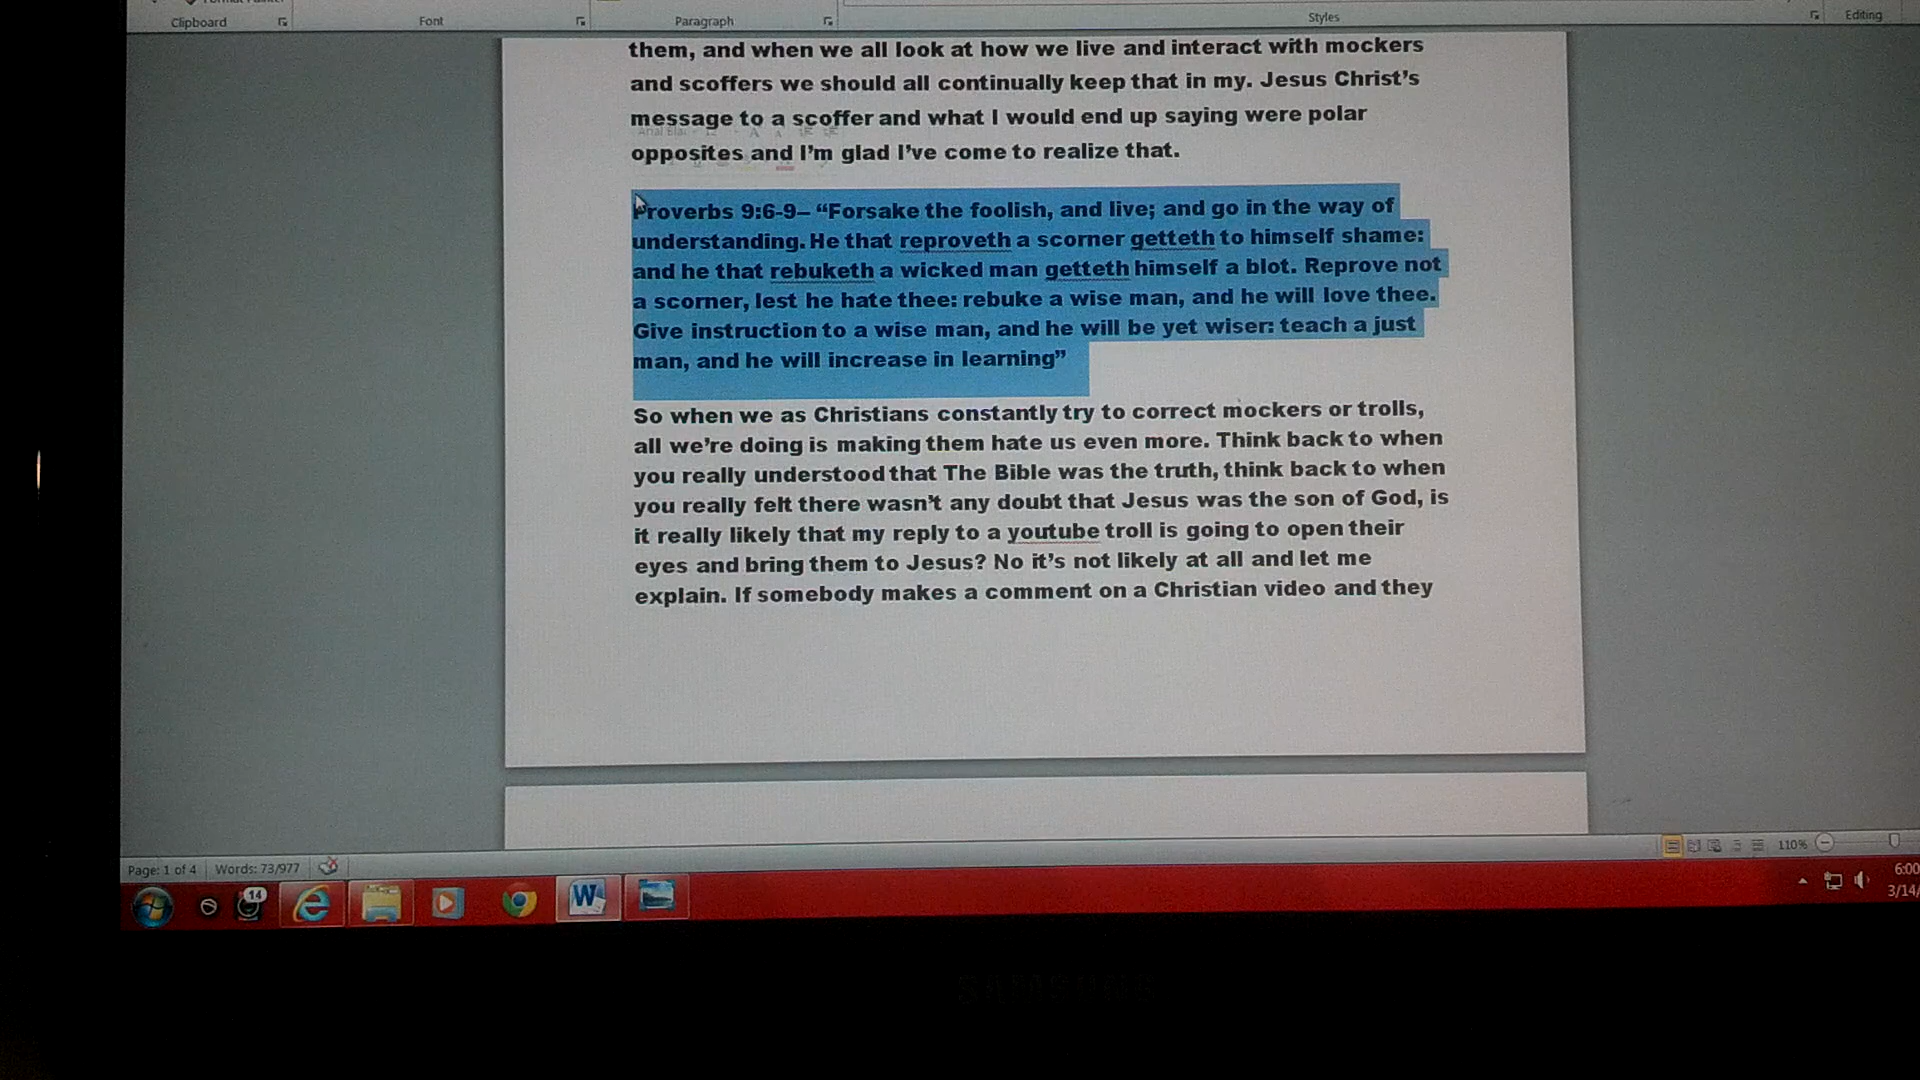 Clipboard
Font
Paragraph
Styles
Editing
them, and when we all look at how we live and interact with mockers
and scoffers we should all continually keep that in my. Jesus Christ's
message to a scoffer and what I would end up saying were polar
opposites and I'm glad I've come to realize that.
Proverbs 9:6-9– “Forsake the foolish, and live; and go in the way of
understanding. He that reproveth a scorner getteth to himself shame:
and he that rebuketh a wicked man getteth himself a blot. Reprove not
a scorner, lest he hate thee: rebuke a wise man, and he will love thee.
Give instruction to a wise man, and he will be yet wiser: teach a just
man, and he will increase in learning”
So when we as Christians constantly try to correct mockers or trolls,
all we're doing is making them hate us even more. Think back to when
you really understood that The Bible was the truth, think back to when
you really felt there wasn't any doubt that Jesus was the son of God, is
it really likely that my reply to a youtube troll is going to open their
eyes and bring them to Jesus? No it's not likely at all and let me
explain. If somebody makes a comment on a Christian video and they
Page: 1 of 4 Words: 73/977
110%
14
6:00
3/14/
SAMSUNG